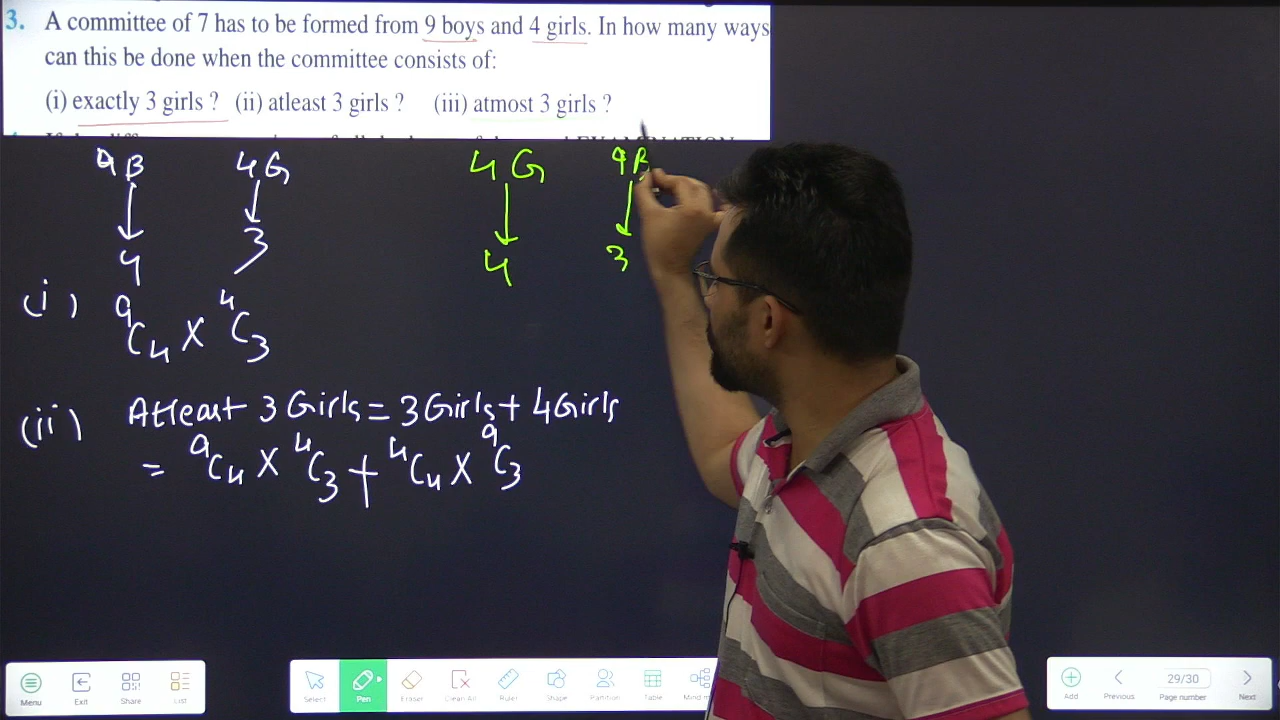 3. A committee of 7 has to be formed from 9 boys and 4 girls. In how many ways
can this be done when the committee consists of:
(i) exactly 3 girls ? (ii) atleast 3 girls ? (iii) atmost 3 girls ?
9B 4G 4G 9B
4 3 4 3
(i) ⁹C₄ × ⁴C₃
(ii) Atleast 3 Girls = 3 Girls + 4 Girls
= ⁹C₄ × ⁴C₃ + ⁴C₄ × ⁹C₃
Menu Exit Share List Select Pen Eraser Clean All Ruler Shape Partition Table Mind Add Previous 29/30 Page number Next